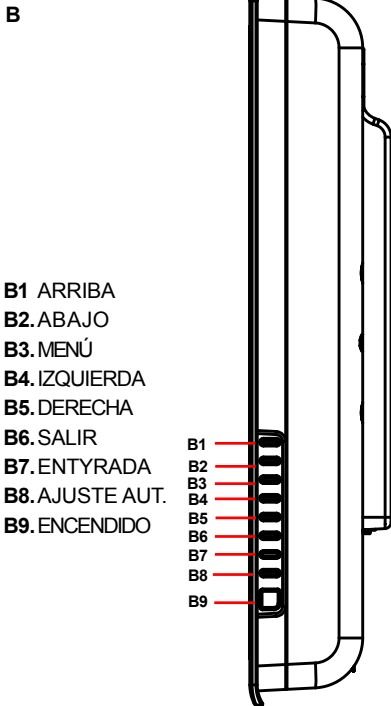 B
B1 ARRIBA
B2. ABAJO
B3. MENÚ
B4. IZQUIERDA
B5. DERECHA
B6. SALIR
B7. ENTYRADA
B8. AJUSTE AUT.
B9. ENCENDIDO
B1
B2
B3
B4
B5
B6
B7
B8
B9